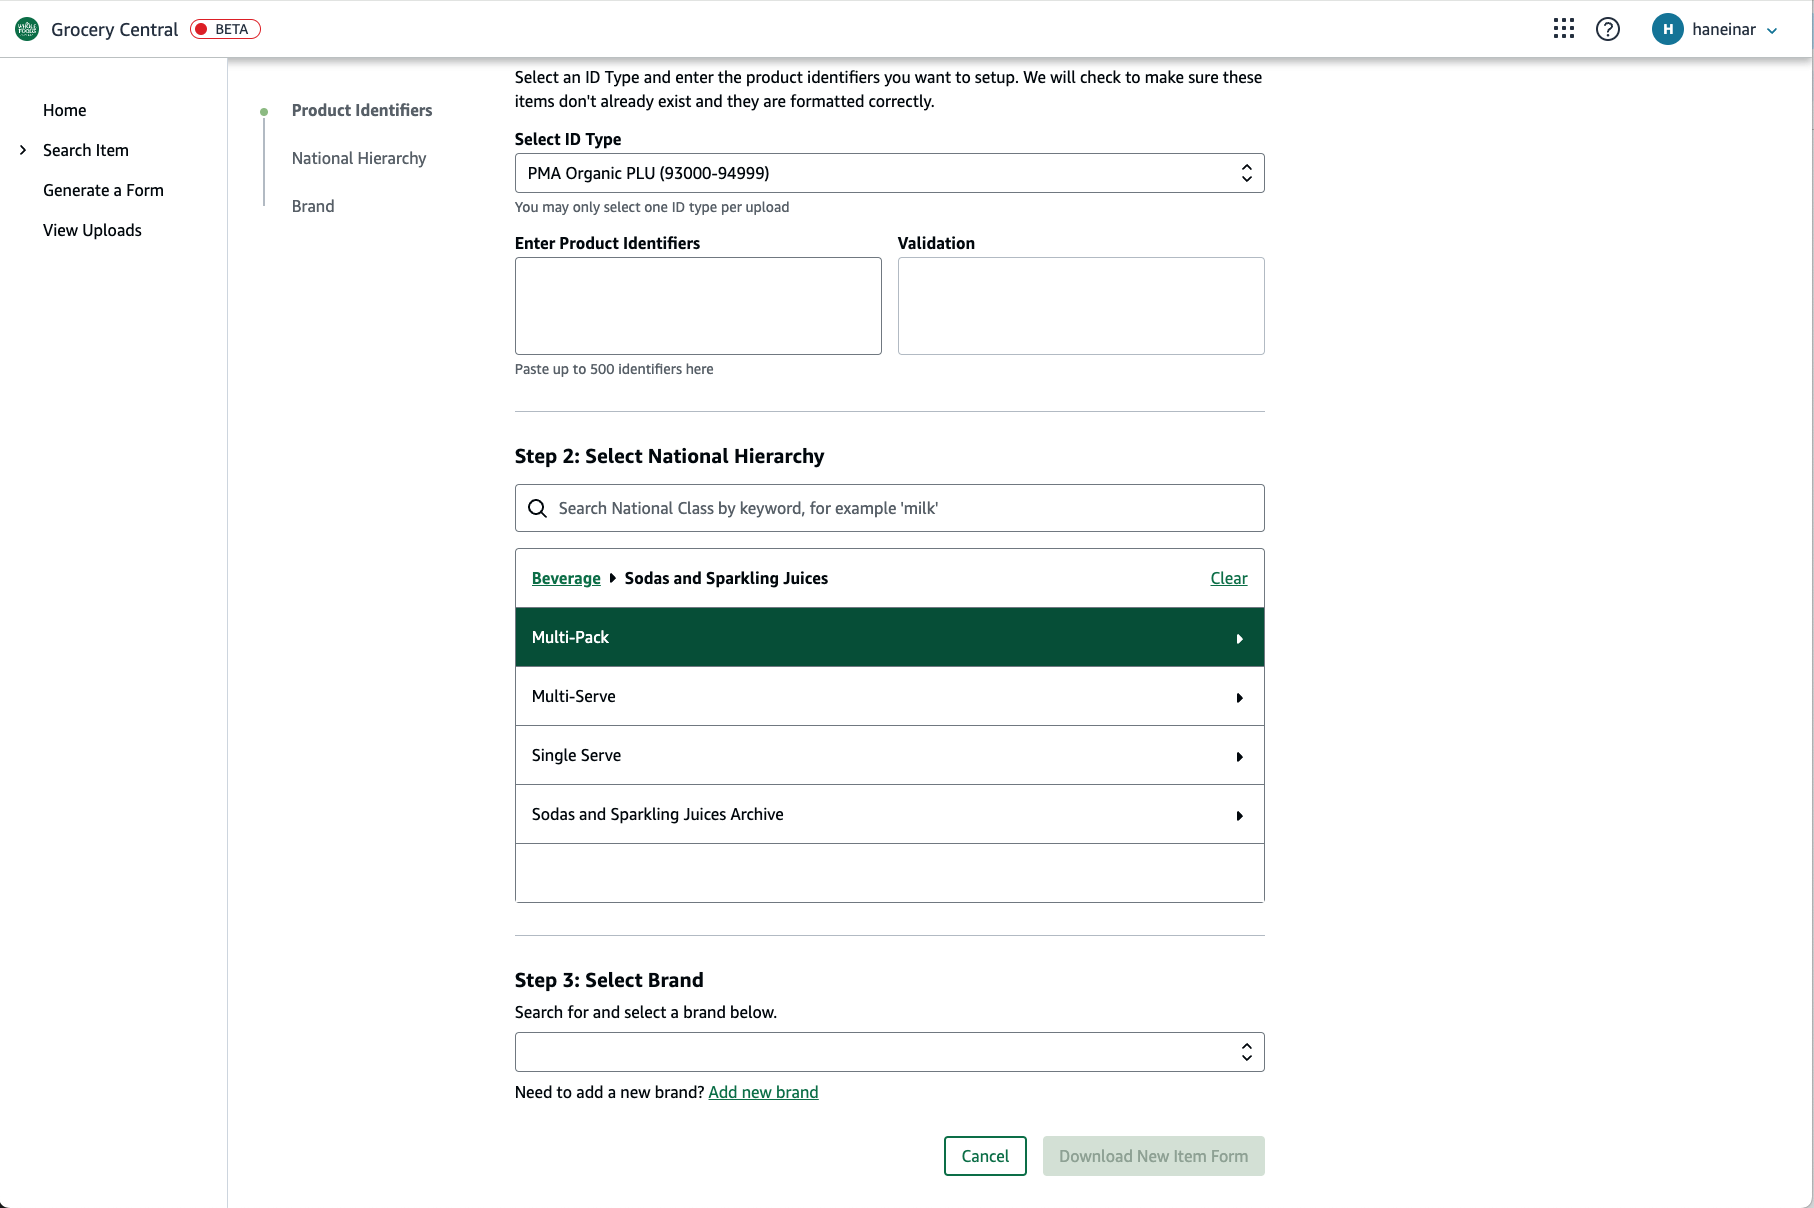 WHOLE
FOODS
Grocery Central
BETA
H
haneinar
Home
Search Item
Generate a Form
View Uploads
Product Identifiers
National Hierarchy
Brand
Select an ID Type and enter the product identifiers you want to setup. We will check to make sure these
items don't already exist and they are formatted correctly.
Select ID Type
PMA Organic PLU (93000-94999)
You may only select one ID type per upload
Enter Product Identifiers
Validation
Paste up to 500 identifiers here
Step 2: Select National Hierarchy
Search National Class by keyword, for example 'milk'
Beverage Sodas and Sparkling Juices
Clear
Multi-Pack
Multi-Serve
Single Serve
Sodas and Sparkling Juices Archive
Step 3: Select Brand
Search for and select a brand below.
Need to add a new brand? Add new brand
Cancel
Download New Item Form